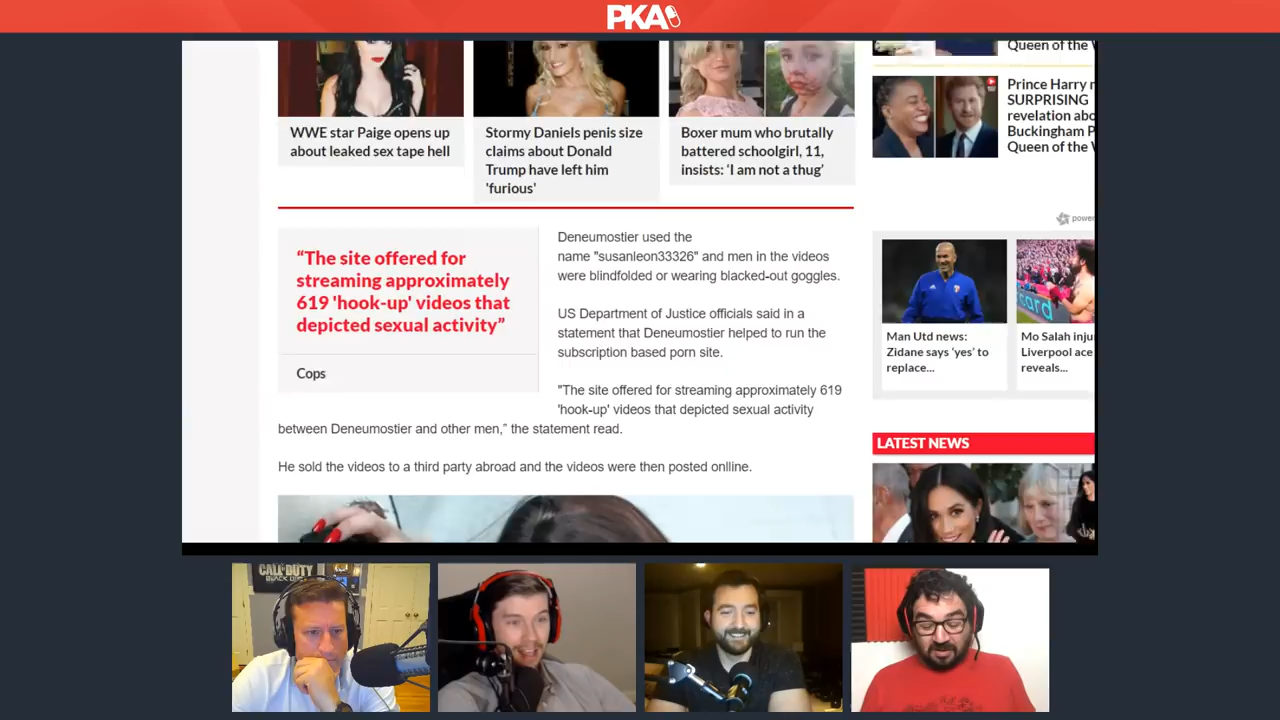 PKA
WWE star Paige opens up
about leaked sex tape hell
Stormy Daniels penis size
claims about Donald
Trump have left him
'furious'
Boxer mum who brutally
battered schoolgirl, 11,
insists: ‘I am not a thug’
Queen of the
Prince Harry
SURPRISING
revelation abo
Buckingham P
Queen of the
power
“The site offered for
streaming approximately
619 'hook-up' videos that
depicted sexual activity”
Cops
Deneumostier used the
name "susanleon33326" and men in the videos
were blindfolded or wearing blacked-out goggles.
US Department of Justice officials said in a
statement that Deneumostier helped to run the
subscription based porn site.
"The site offered for streaming approximately 619
'hook-up' videos that depicted sexual activity
between Deneumostier and other men,” the statement read.
He sold the videos to a third party abroad and the videos were then posted onlline.
card
Man Utd news:
Zidane says ‘yes’ to
replace...
Mo Salah inju
Liverpool ace
reveals...
LATEST NEWS
CALL OF DUTY
BLACK OPS